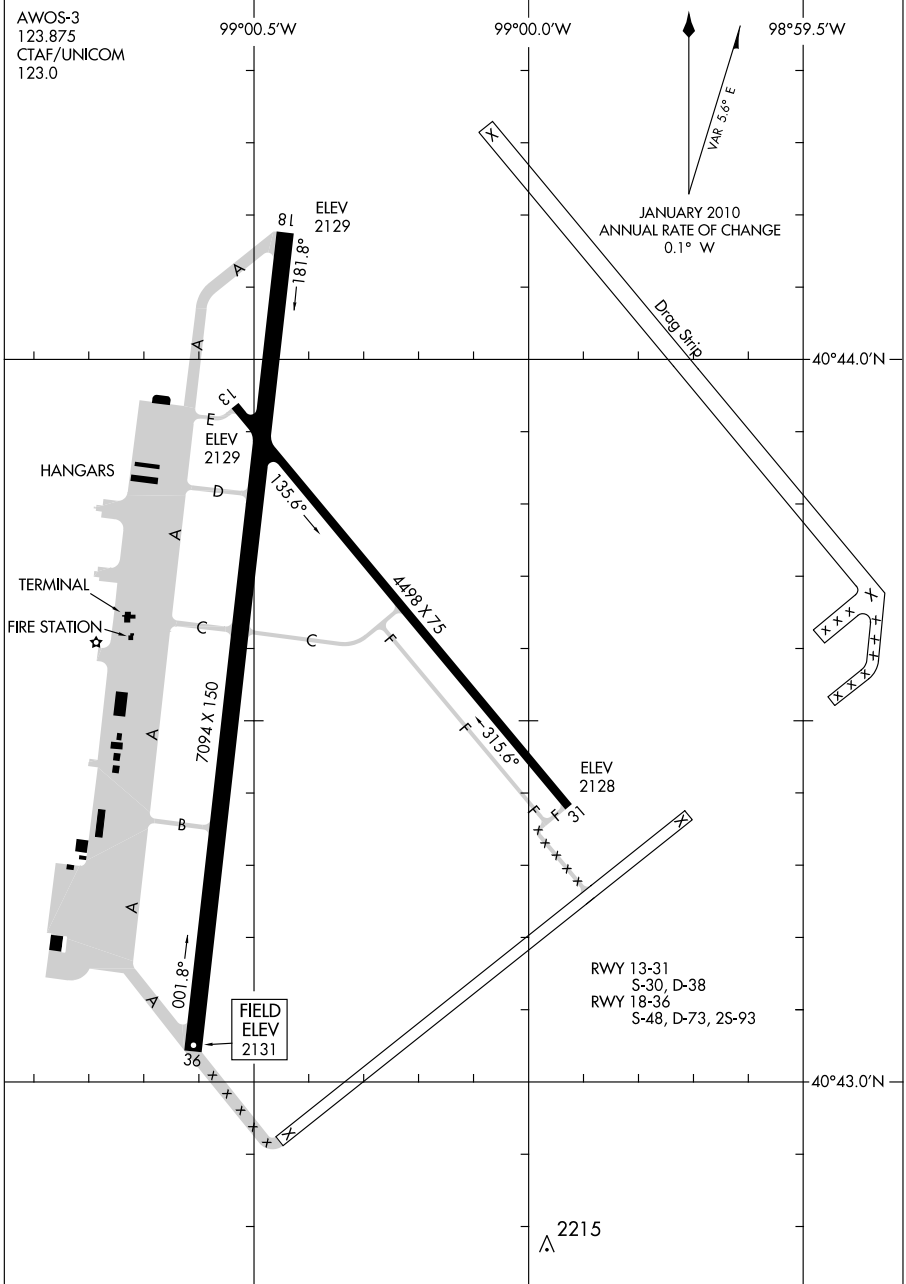 AWOS-3
123.875
CTAF/UNICOM
123.0
99°00.5'W
99°00.0'W
98°59.5'W
VAR 5.6° E
JANUARY 2010
ANNUAL RATE OF CHANGE
0.1° W
X
18
ELEV
2129
181.8°
A
A
Drag Strip
40°44.0'N
13
E
ELEV
2129
HANGARS
D
135.6°
A
4498 X 75
TERMINAL
FIRE STATION
C
C
F
X
X X X
X X X X
X X X
7094 X 150
A
F
315.6°
ELEV
2128
31
F
F
X
B
X X X X X
A
001.8°
A
RWY 13-31
S-30, D-38
RWY 18-36
S-48, D-73, 2S-93
FIELD
ELEV
2131
36
40°43.0'N
X X X X X
X
2215